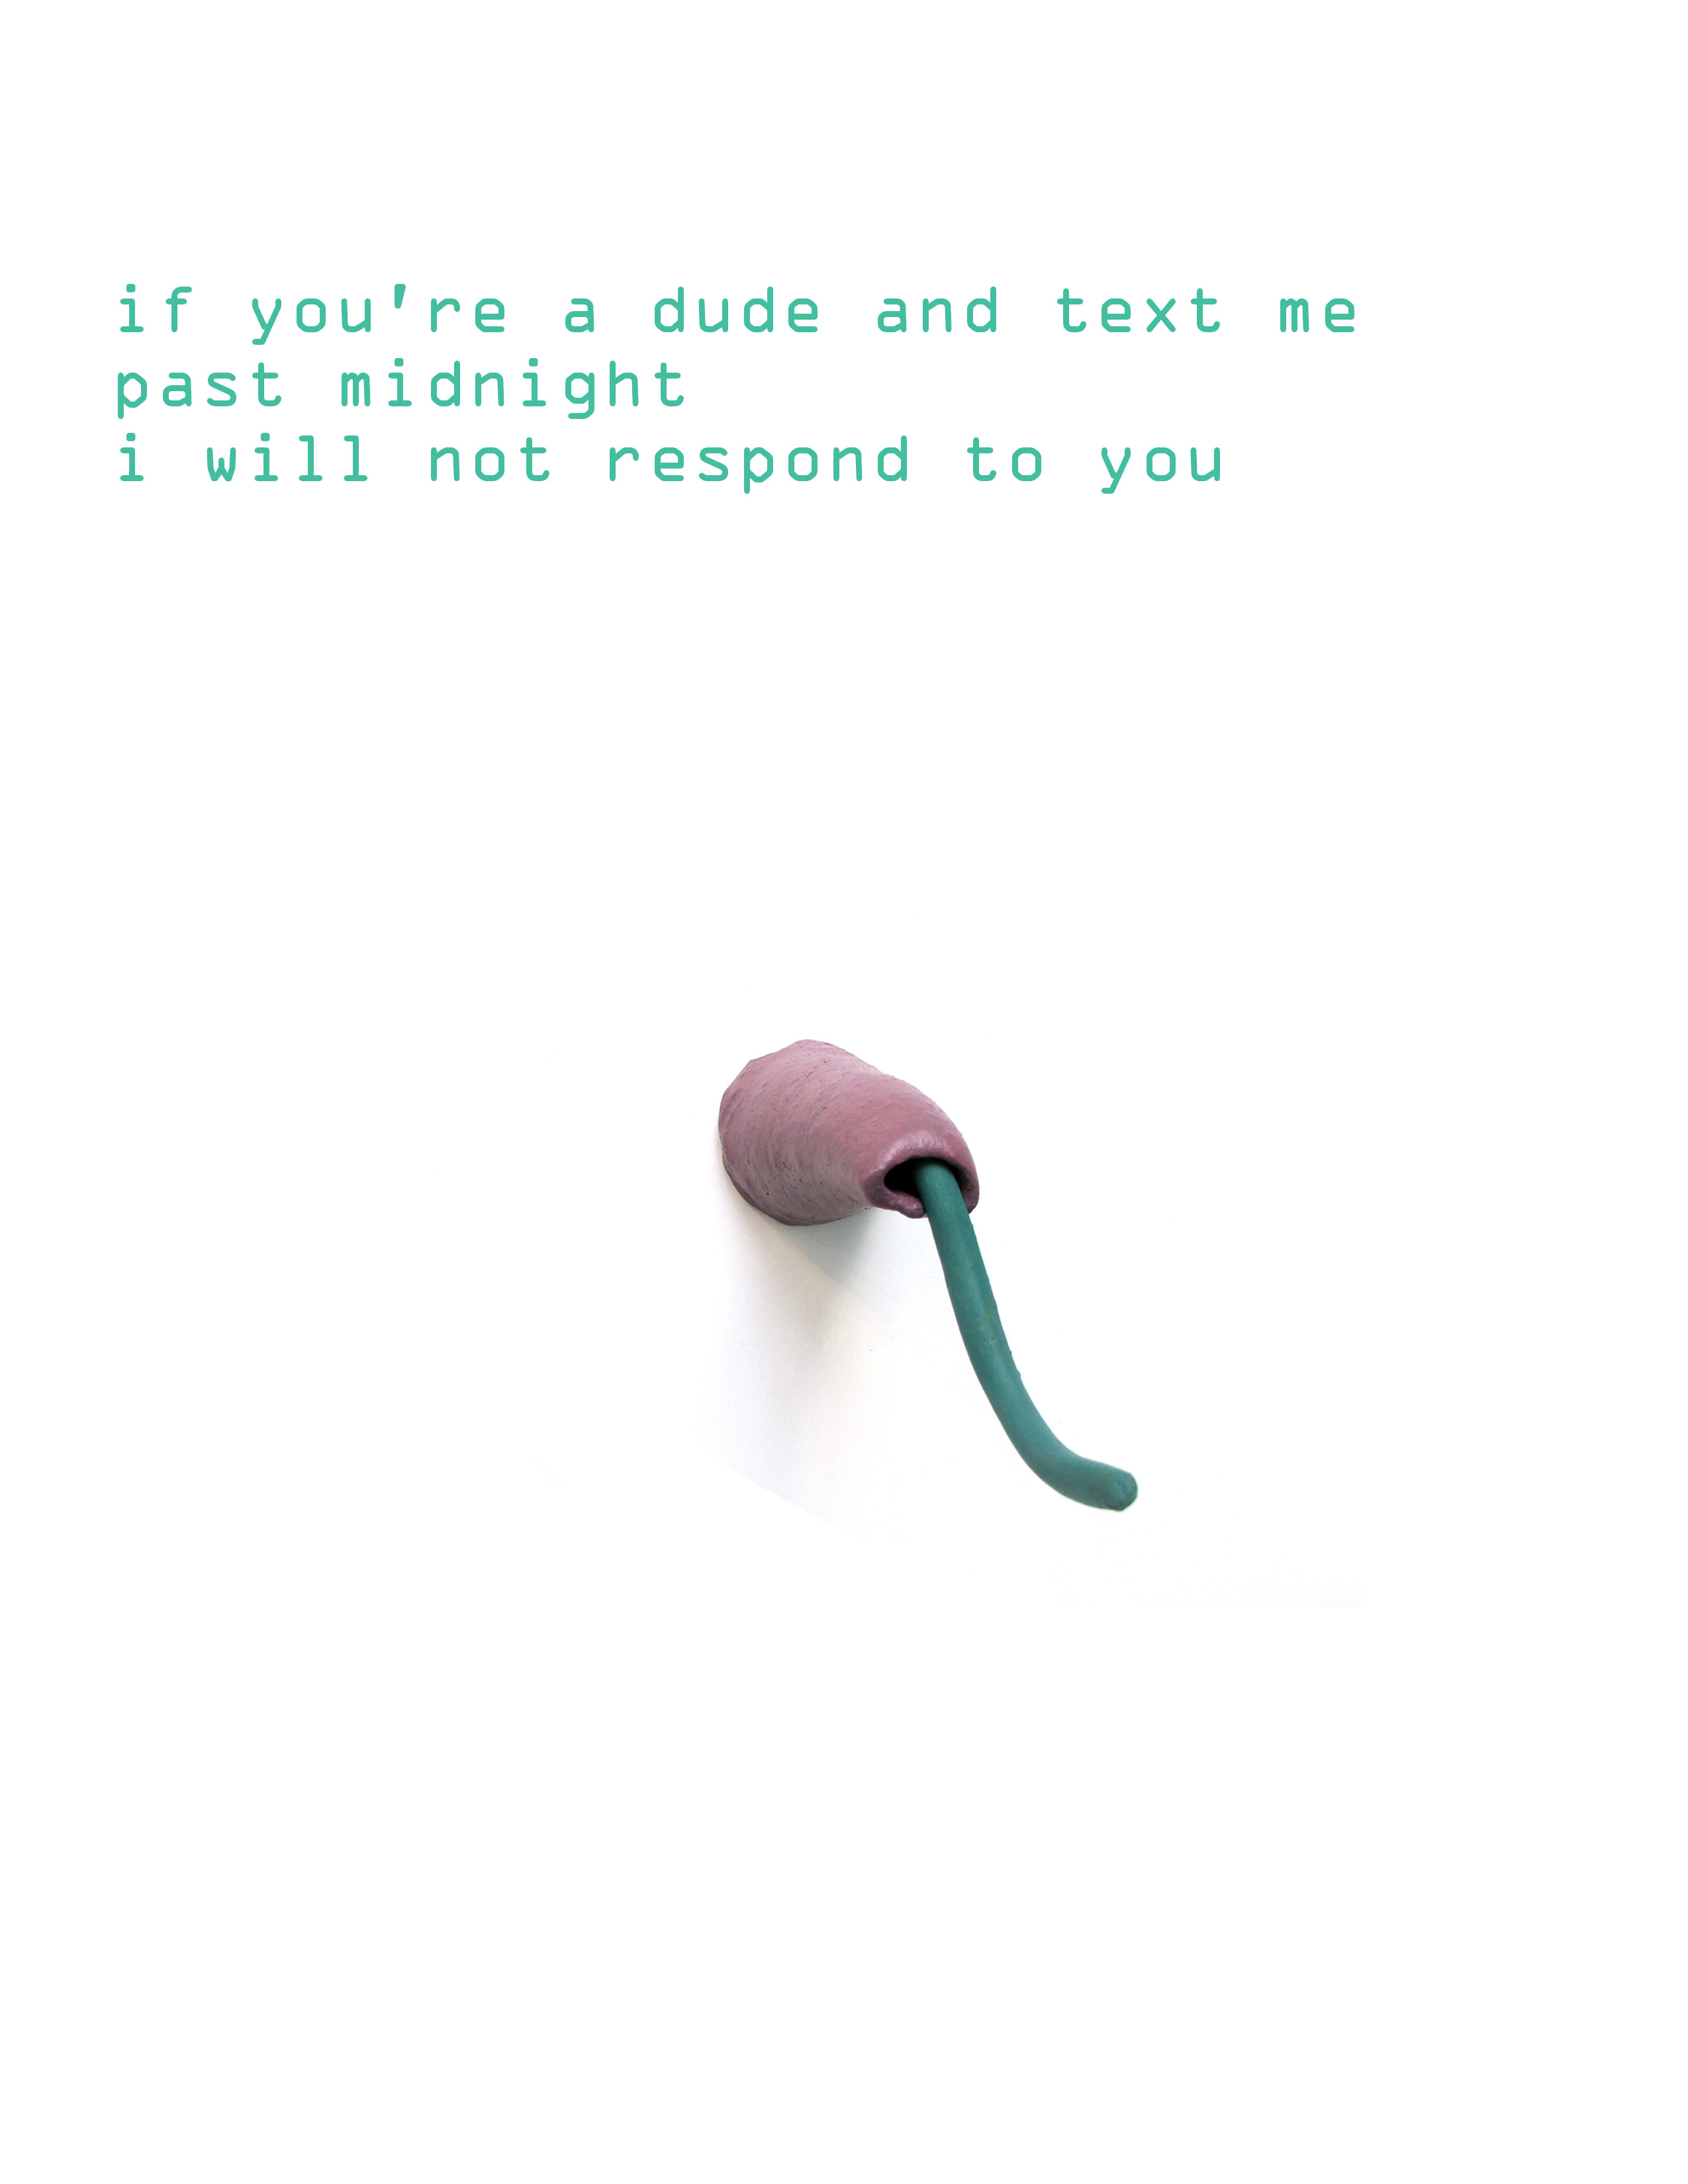 if you're a dude and text me
past midnight
i will not respond to you